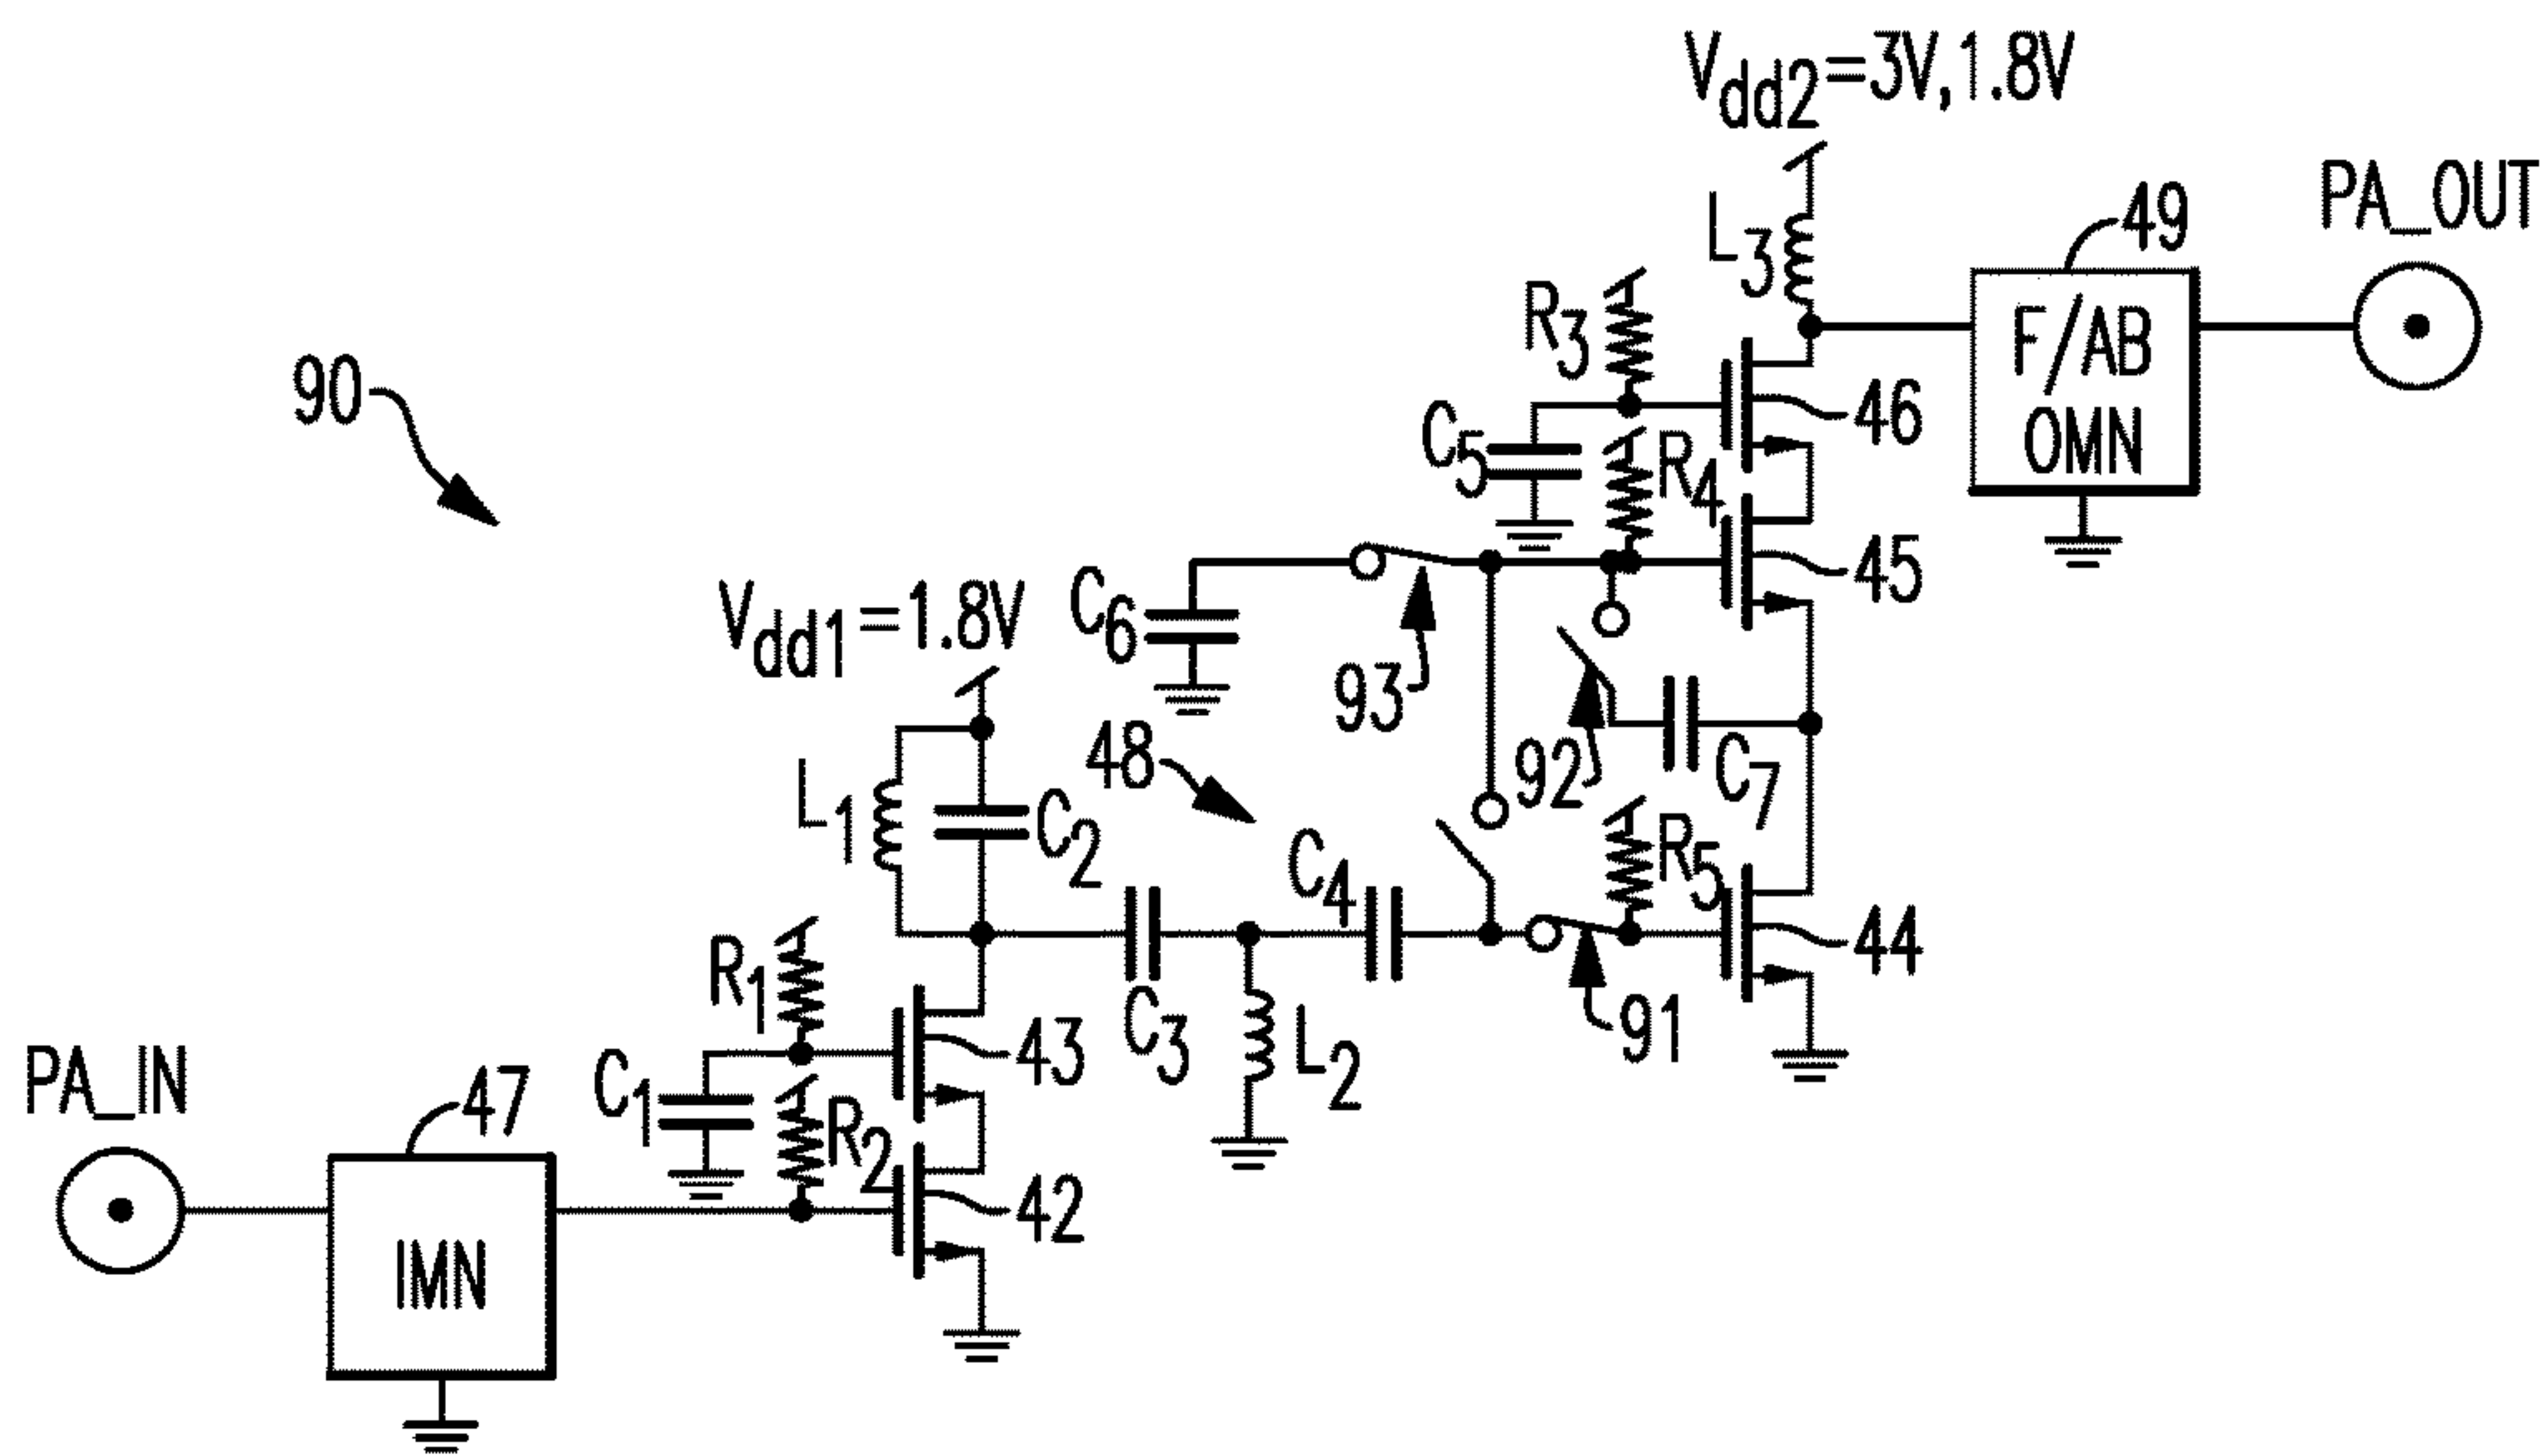 Vdd2=3V,1.8V
PA_OUT
49
L3
R3
F/AB
OMN
90
46
C5
R4
45
Vdd1=1.8V
C6
93
48
92
C7
L1
C2
C4
R5
44
R1
C3
L2
91
43
PA_IN
47
C1
R2
42
IMN